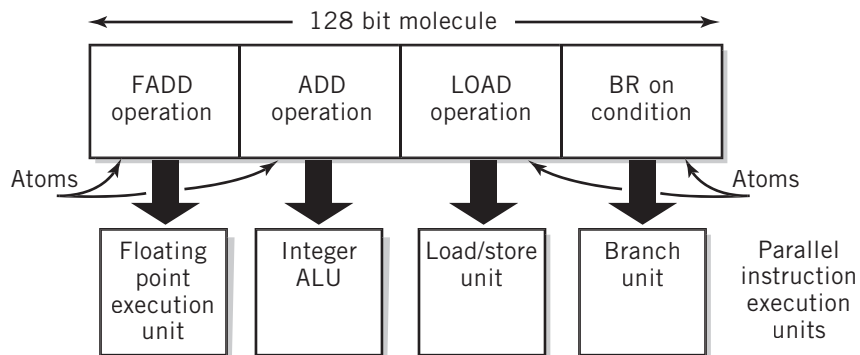 128 bit molecule
FADD
operation
ADD
operation
LOAD
operation
BR on
condition
Atoms
Atoms
Floating
point
execution
unit
Integer
ALU
Load/store
unit
Branch
unit
Parallel
instruction
execution
units